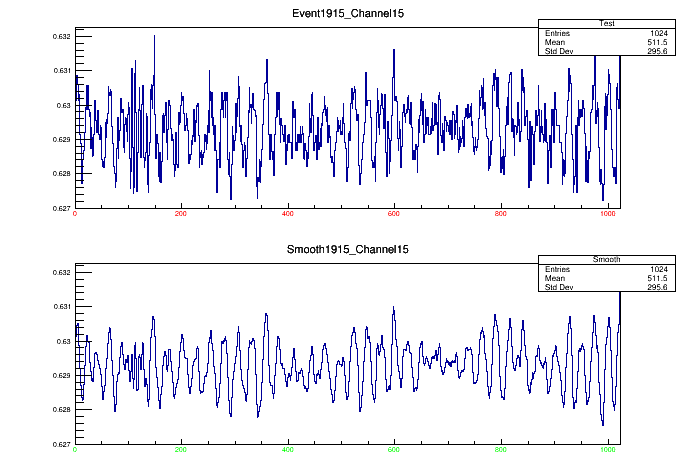 Event1915_Channel15
Test
Entries 1024
Mean 511.5
Std Dev 295.6
0.632
0.631
0.63
0.629
0.628
0.627
0 200 400 600 800 1000
Smooth1915_Channel15
Smooth
Entries 1024
Mean 511.5
Std Dev 295.6
0.632
0.631
0.63
0.629
0.628
0.627
0 200 400 600 800 1000